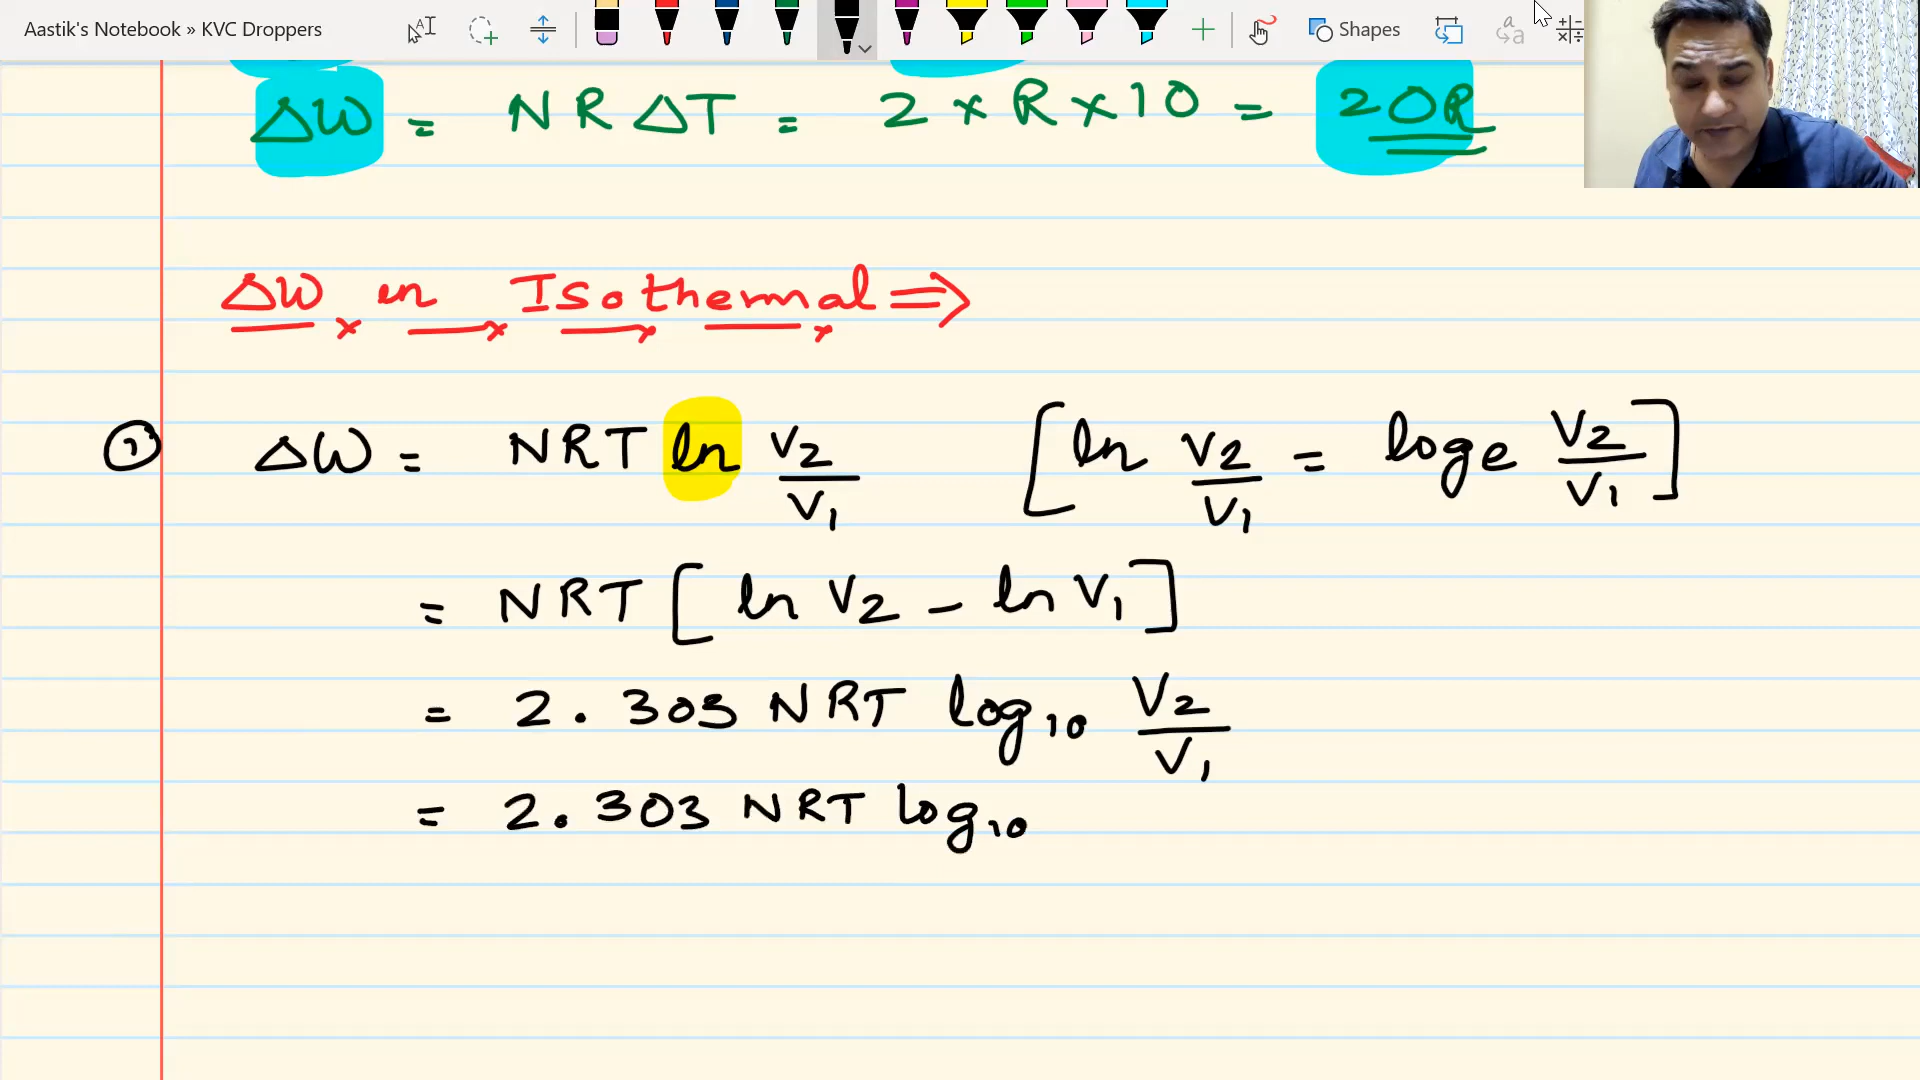 Aastik's Notebook » KVC Droppers
Shapes
ΔW = NRΔT = 2 × R × 10 = 20R
ΔW in Isothermal ⇒
① ΔW = NRT ln V2/V1 [ln V2/V1 = loge V2/V1]
= NRT [ln V2 - ln V1]
= 2.303 NRT log10 V2/V1
= 2.303 NRT log10